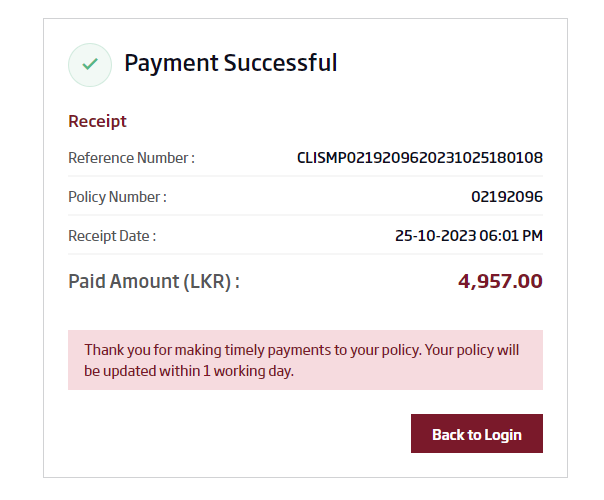 Payment Successful
Receipt
Reference Number : CLISMP0219209620231025180108
Policy Number : 02192096
Receipt Date : 25-10-2023 06:01 PM
Paid Amount (LKR) : 4,957.00
Thank you for making timely payments to your policy. Your policy will
be updated within 1 working day.
Back to Login